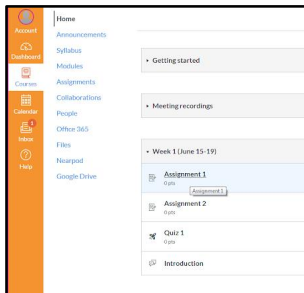 Account
Dashboard
Courses
Calendar
1
Inbox
Help
Home
Announcements
Syllabus
Modules
Assignments
Collaborations
People
Office 365
Files
Nearpod
Google Drive
Getting started
Meeting recordings
Week 1 (June 15-19)
Assignment 1
0 pts
Assignment 1
Assignment 2
0 pts
Quiz 1
0 pts
Introduction